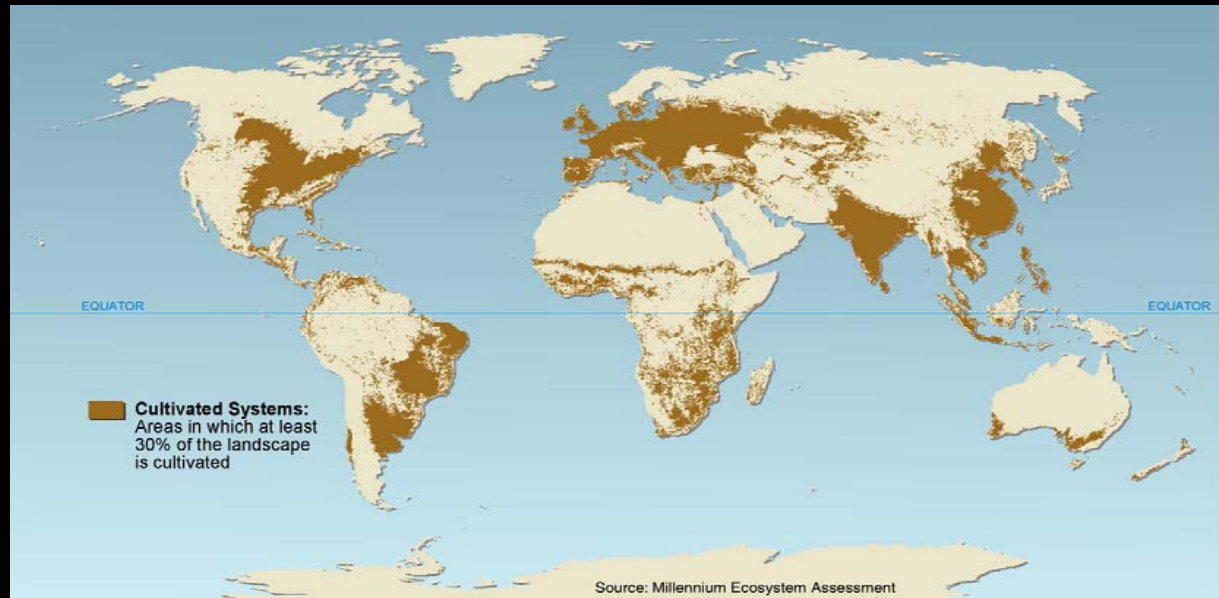 EQUATOR
EQUATOR
Cultivated Systems:
Areas in which at least
30% of the landscape
is cultivated
Source: Millennium Ecosystem Assessment